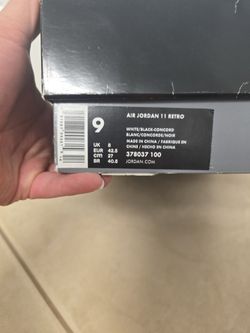 9
AIR JORDAN 11 RETRO
UK 8
EUR 42.5
CM 27
BR 40.5
WHITE/BLACK-CONCORD
BLANC/CONCORDE/NOIR
MADE IN CHINA / FABRIQUE EN
CHINE / HECHO EN CHINA
378037 100
JORDAN.COM